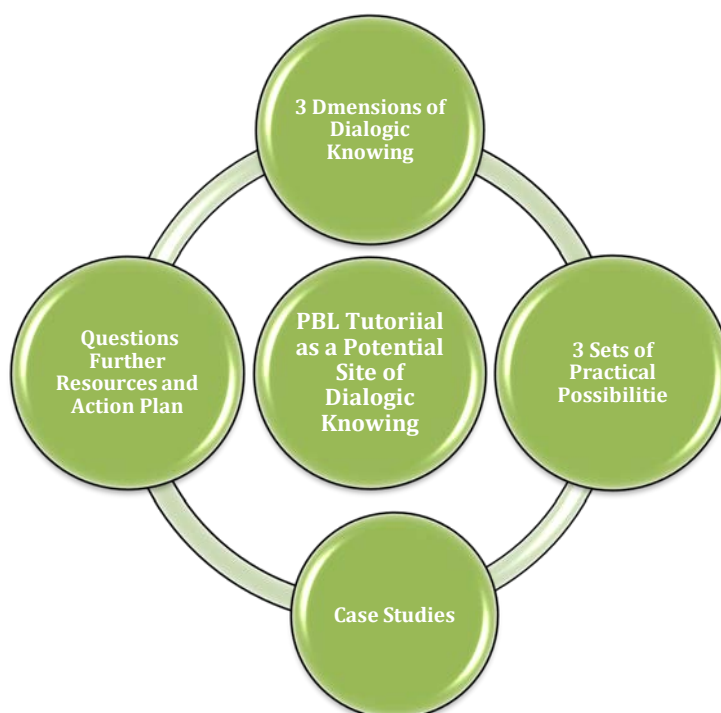 3 Dmensions of
Dialogic
Knowing
Questions
Further
Resources and
Action Plan
PBL Tutoriial
as a Potential
Site of
Dialogic
Knowing
3 Sets of
Practical
Possibilitie
Case Studies